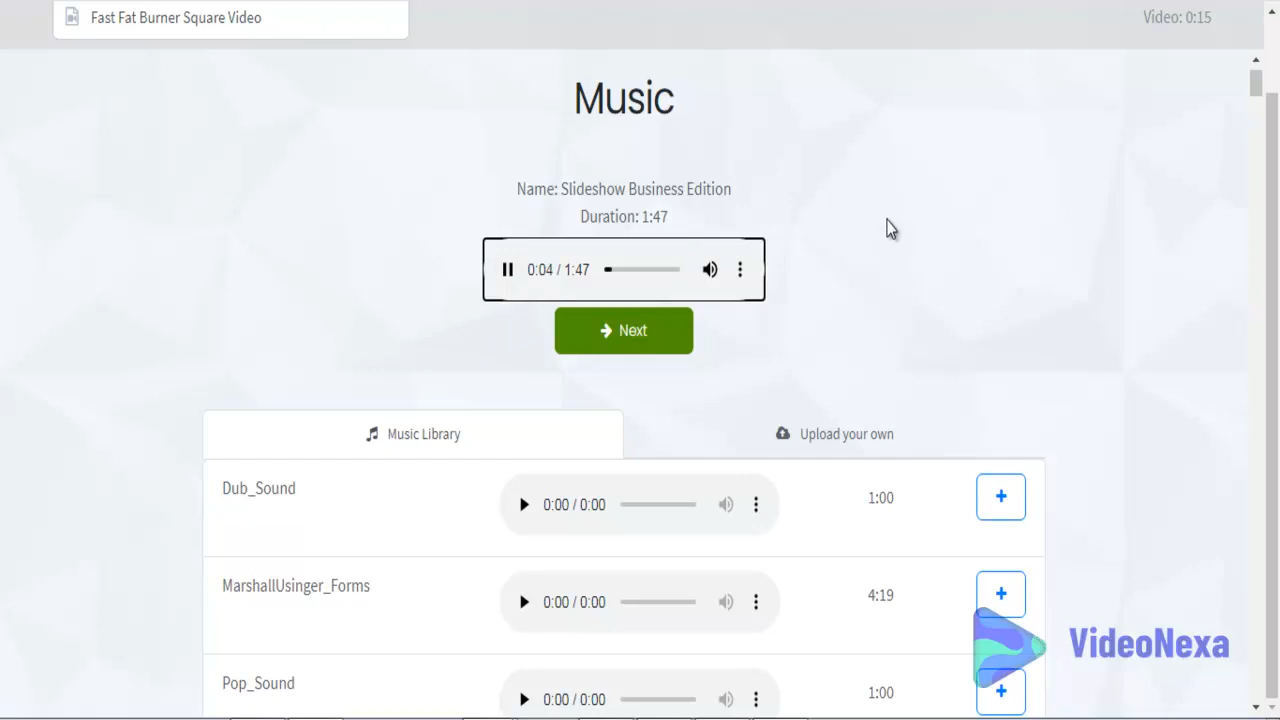 Fast Fat Burner Square Video
Video: 0:15
Music
Name: Slideshow Business Edition
Duration: 1:47
0:04 / 1:47
Next
Music Library
Upload your own
Dub_Sound
0:00 / 0:00
1:00
MarshallUsinger_Forms
0:00 / 0:00
4:19
VideoNexa
Pop_Sound
0:00 / 0:00
1:00